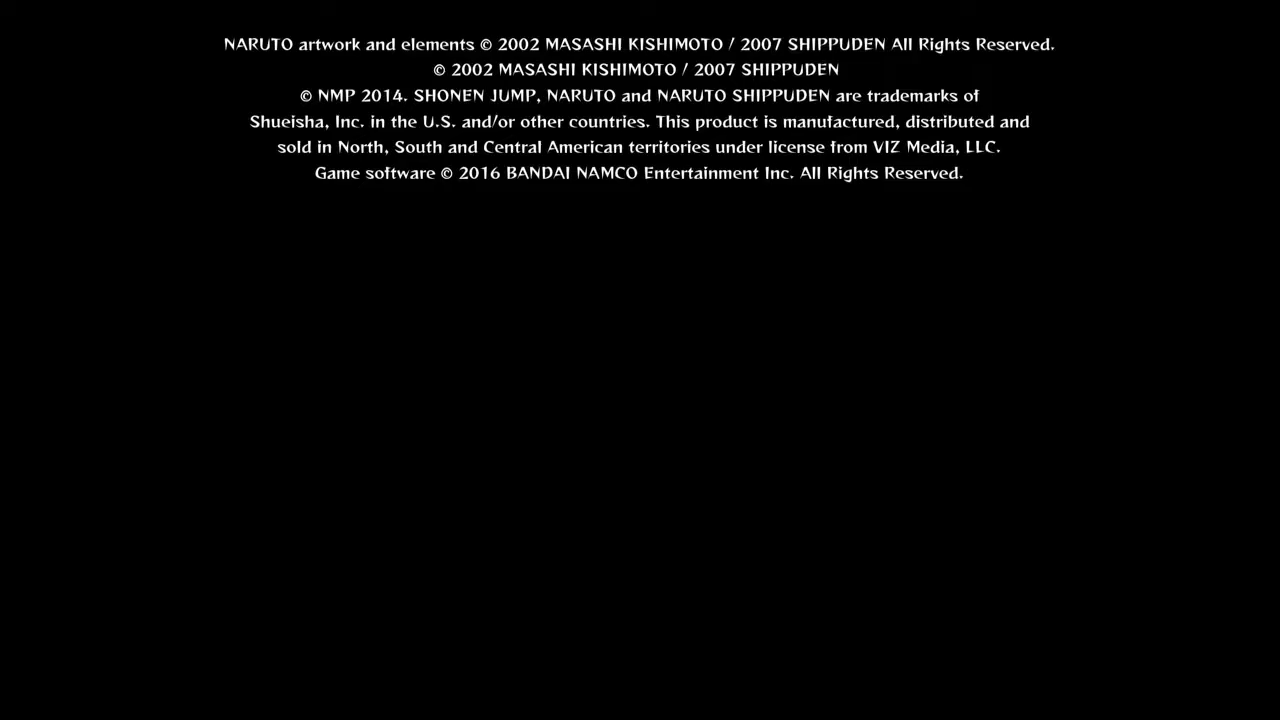 NARUTO artwork and elements © 2002 MASASHI KISHIMOTO / 2007 SHIPPUDEN All Rights Reserved.
© 2002 MASASHI KISHIMOTO / 2007 SHIPPUDEN
© NMP 2014. SHONEN JUMP, NARUTO and NARUTO SHIPPUDEN are trademarks of
Shueisha, Inc. in the U.S. and/or other countries. This product is manufactured, distributed and
sold in North, South and Central American territories under license from VIZ Media, LLC.
Game software © 2016 BANDAI NAMCO Entertainment Inc. All Rights Reserved.